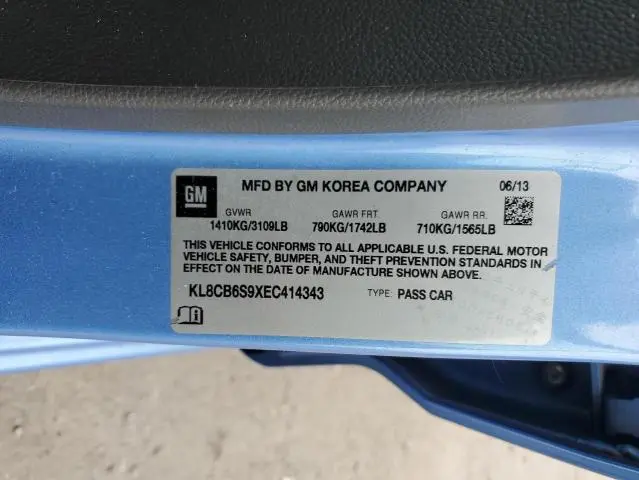 GM MFD BY GM KOREA COMPANY 06/13
GVWR GAWR FRT. GAWR RR.
1410KG/3109LB 790KG/1742LB 710KG/1565LB
THIS VEHICLE CONFORMS TO ALL APPLICABLE U.S. FEDERAL MOTOR
VEHICLE SAFETY, BUMPER, AND THEFT PREVENTION STANDARDS IN
EFFECT ON THE DATE OF MANUFACTURE SHOWN ABOVE.
KL8CB6S9XEC414343 TYPE: PASS CAR